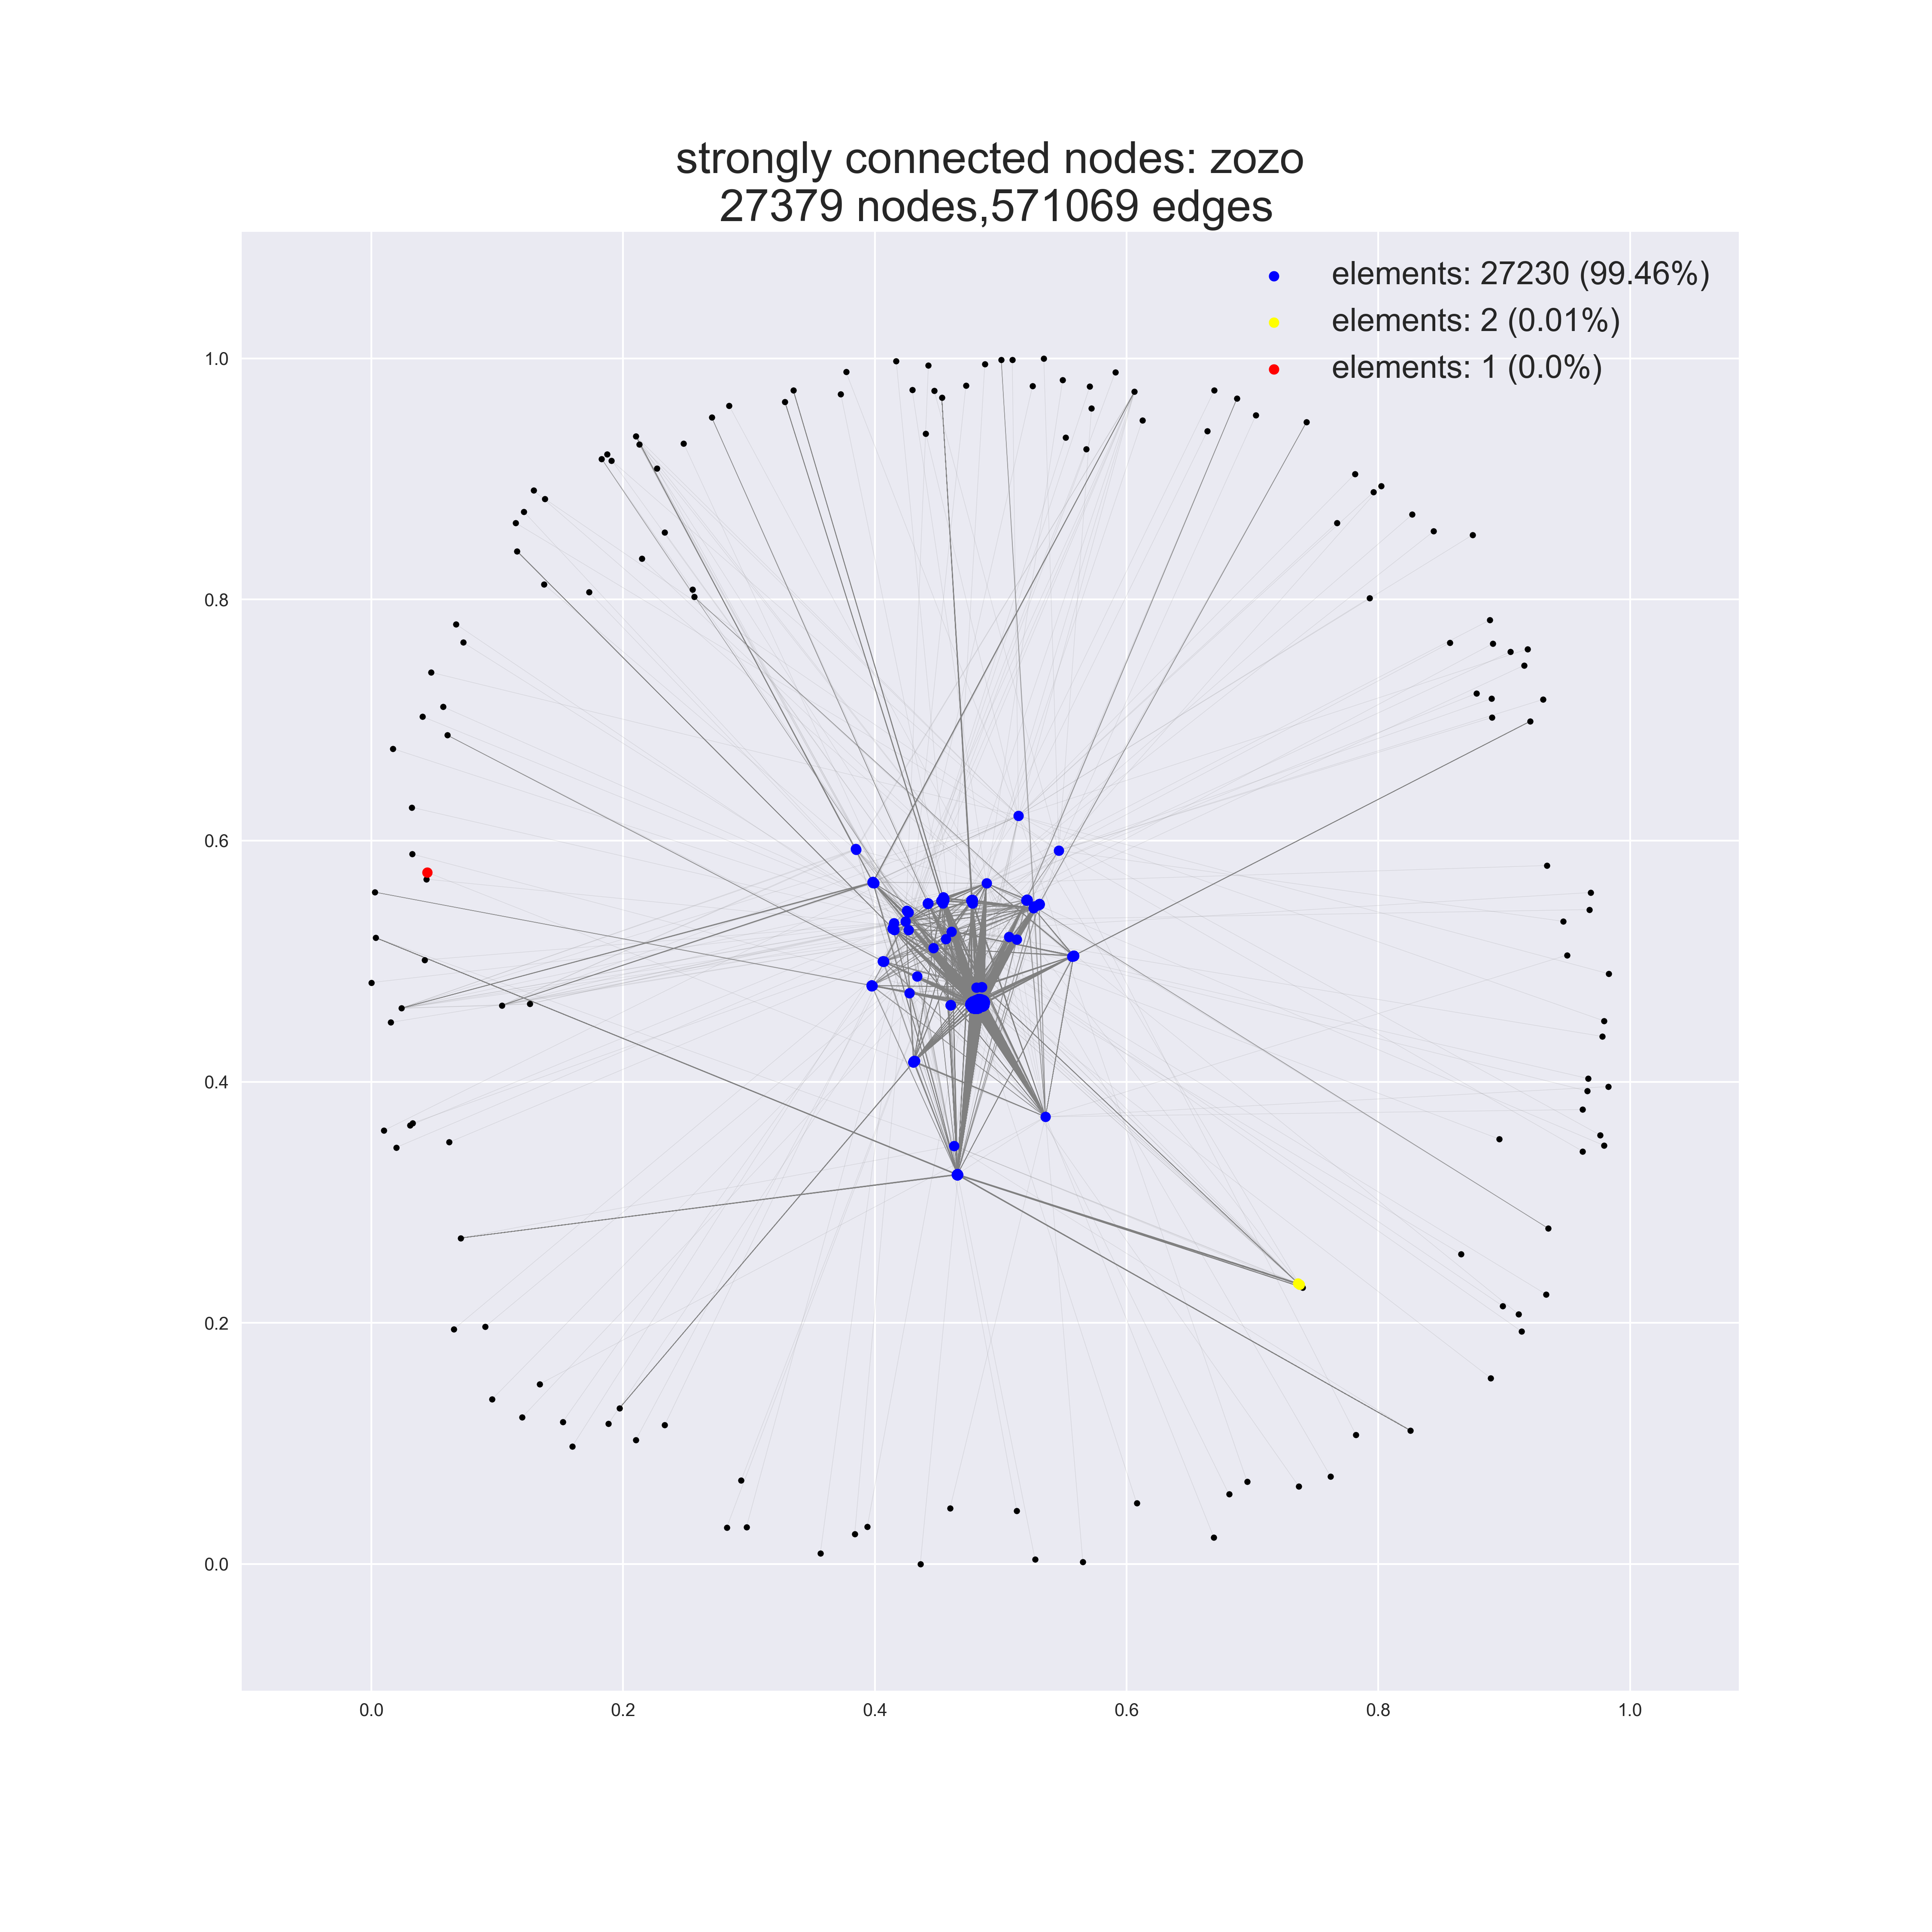 strongly connected nodes: zozo
27379 nodes,571069 edges
elements: 27230 (99.46%)
elements: 2 (0.01%)
elements: 1 (0.0%)
1.0
0.8
0.6
0.4
0.2
0.0
0.0 0.2 0.4 0.6 0.8 1.0